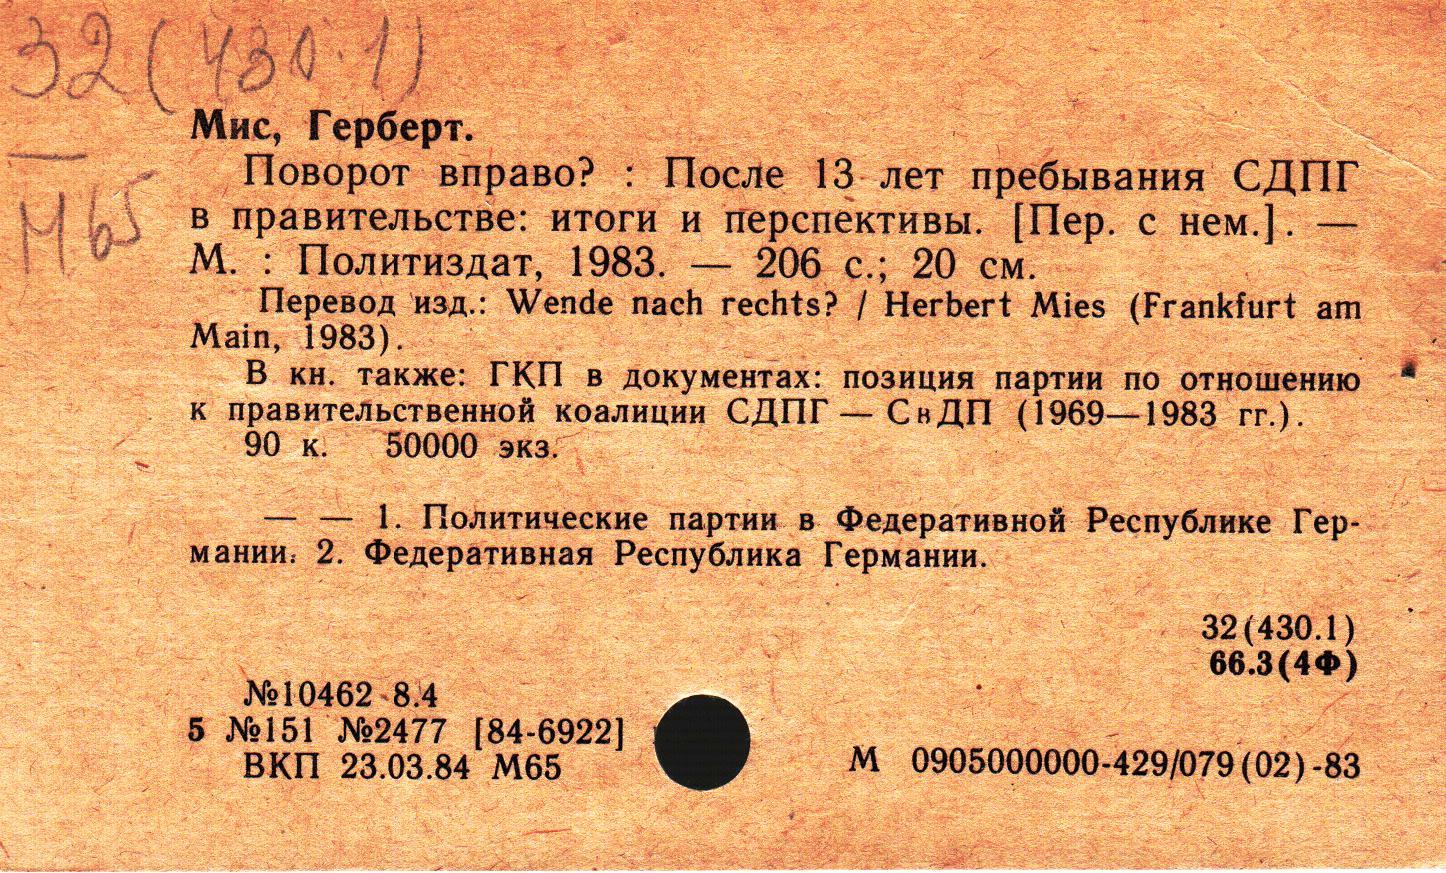 32(430.1)
М65
Мис, Герберт.
Поворот вправо? : После 13 лет пребывания СДПГ
в правительстве: итоги и перспективы. [Пер. с нем.]. —
М. : Политиздат, 1983. — 206 с.; 20 см.
Перевод изд.: Wende nach rechts? / Herbert Mies (Frankfurt am
Main, 1983).
В кн. также: ГКП в документах: позиция партии по отношению
к правительственной коалиции СДПГ — СвДП (1969—1983 гг.).
90 к. 50000 экз.
— — 1. Политические партии в Федеративной Республике Гер-
мании. 2. Федеративная Республика Германии.
32(430.1)
66.3(4Ф)
№10462 8.4
5 №151 №2477 [84-6922]
ВКП 23.03.84 М65
М 0905000000-429/079(02)-83